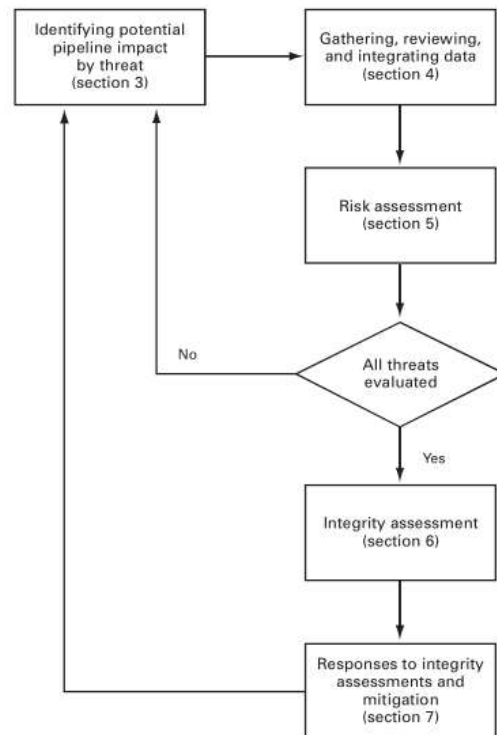 Identifying potential
pipeline impact
by threat
(section 3)
Gathering, reviewing,
and integrating data
(section 4)
Risk assessment
(section 5)
All threats
evaluated
No
Yes
Integrity assessment
(section 6)
Responses to integrity
assessments and
mitigation
(section 7)